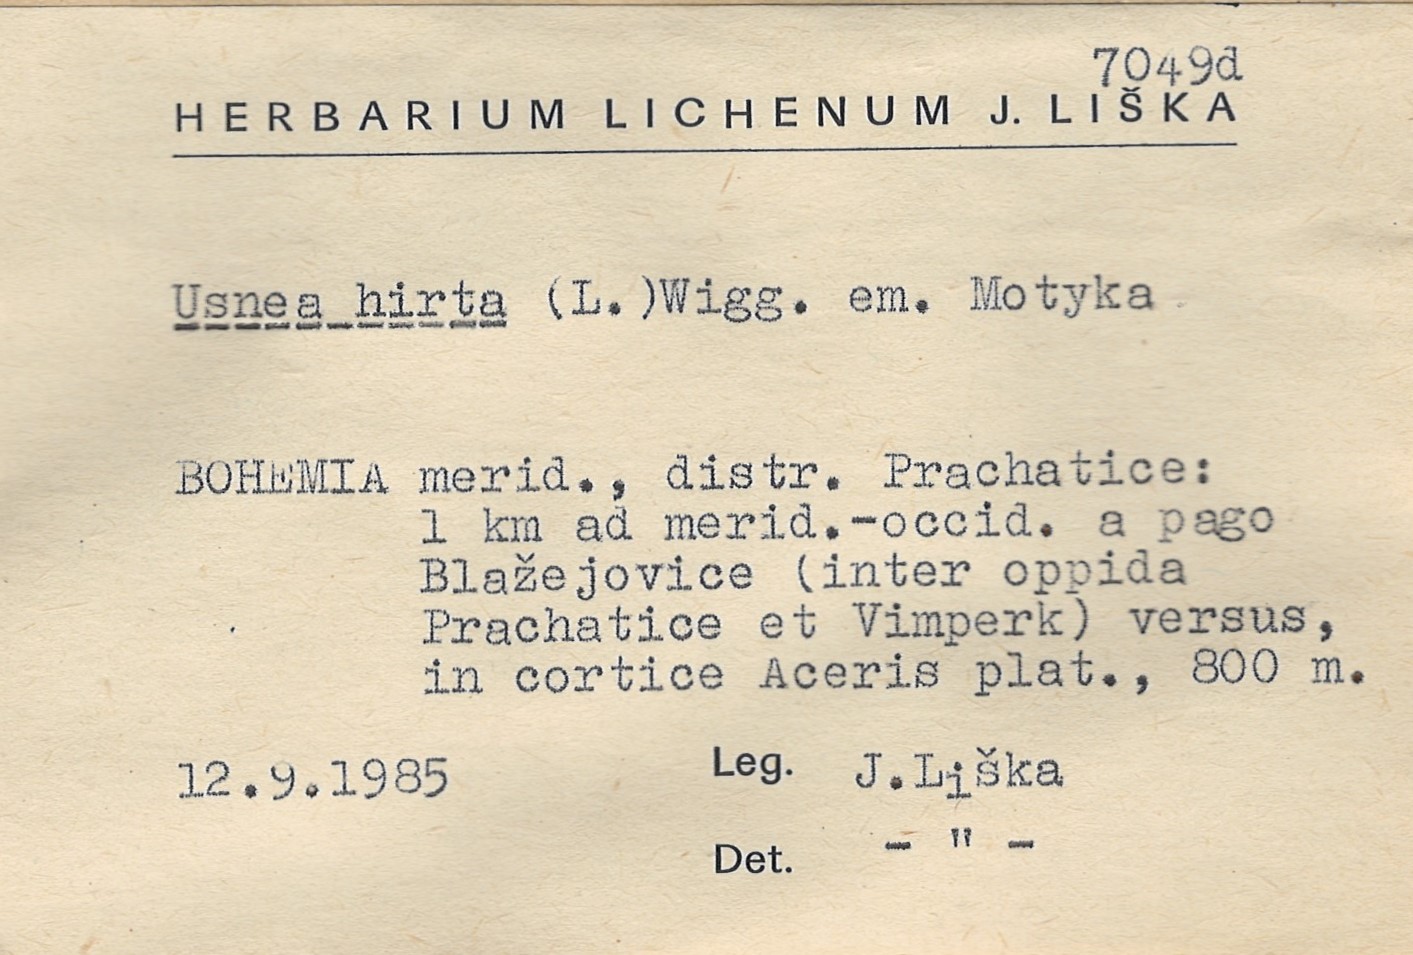 7049d
HERBARIUM LICHENUM J. LIŠKA
Usnea hirta (L.)Wigg. em. Motyka
BOHEMIA merid., distr. Prachatice:
1 km ad merid.-occid. a pago
Blažejovice (inter oppida
Prachatice et Vimperk) versus,
in cortice Aceris plat., 800 m.
12.9.1985 Leg. J.Liška
Det. - " -